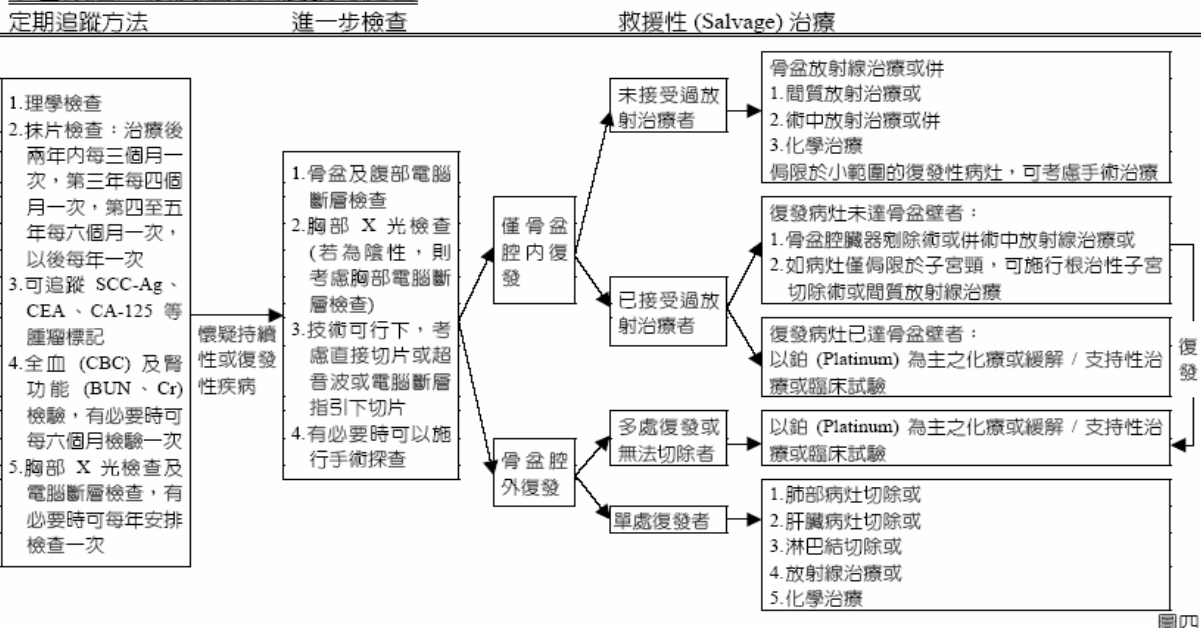 定期追蹤方法
進一步檢查
救援性 (Salvage) 治療
1.理學檢查
2.抹片檢查：治療後
兩年內每三個月一
次，第三年每四個
月一次，第四至五
年每六個月一次，
以後每年一次
3.可追蹤 SCC-Ag、
CEA、CA-125 等
腫瘤標記
4.全血 (CBC) 及腎
功能 (BUN、Cr)
檢驗，有必要時可
每六個月檢驗一次
5.胸部 X 光檢查及
電腦斷層檢查，有
必要時可每年安排
檢查一次
懷疑持續
性或復發
性疾病
1.骨盆及腹部電腦
斷層檢查
2.胸部 X 光檢查
(若為陰性，則
考慮胸部電腦斷
層檢查)
3.技術可行下，考
慮直接切片或超
音波或電腦斷層
指引下切片
4.有必要時可以施
行手術探查
僅骨盆
腔內復
發
骨盆腔
外復發
未接受過放
射治療者
已接受過放
射治療者
多處復發或
無法切除者
單處復發者
骨盆放射線治療或併
1.間質放射治療或
2.術中放射治療或併
3.化學治療
侷限於小範圍的復發性病灶，可考慮手術治療
復發病灶未達骨盆壁者：
1.骨盆腔臟器剜除術或併術中放射線治療或
2.如病灶僅侷限於子宮頸，可施行根治性子宮
切除術或間質放射線治療
復發病灶已達骨盆壁者：
以鉑 (Platinum) 為主之化療或緩解 / 支持性治
療或臨床試驗
以鉑 (Platinum) 為主之化療或緩解 / 支持性治
療或臨床試驗
1.肺部病灶切除或
2.肝臟病灶切除或
3.淋巴結切除或
4.放射線治療或
5.化學治療
復
發
圖四